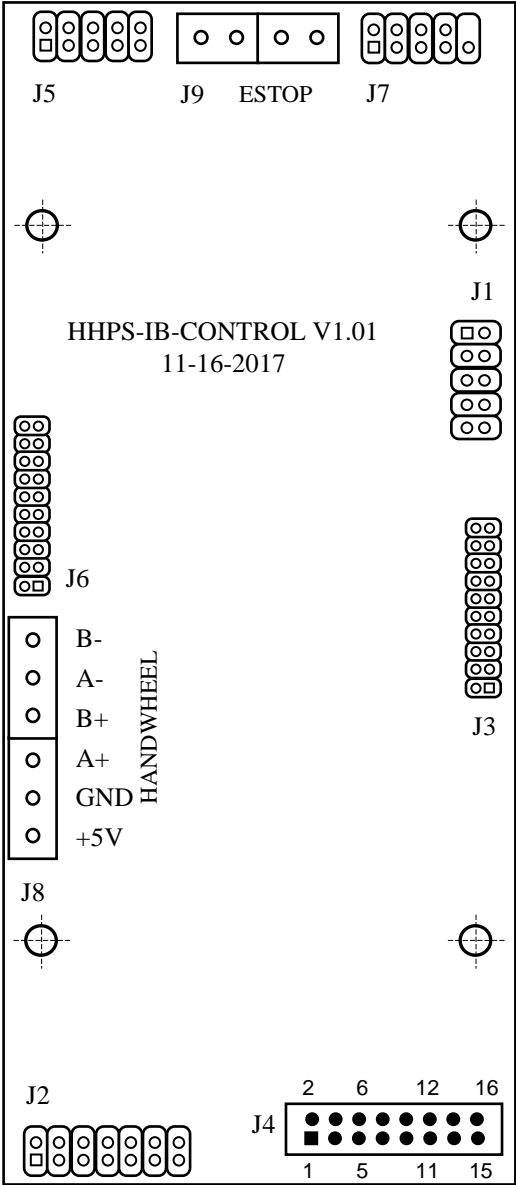 J5 J9 ESTOP J7
J1
HHPS-IB-CONTROL V1.01
11-16-2017
J6
B-
A-
B+
A+
GND
+5V
HANDWHEEL
J3
J8
J2
2 6 12 16
J4
1 5 11 15